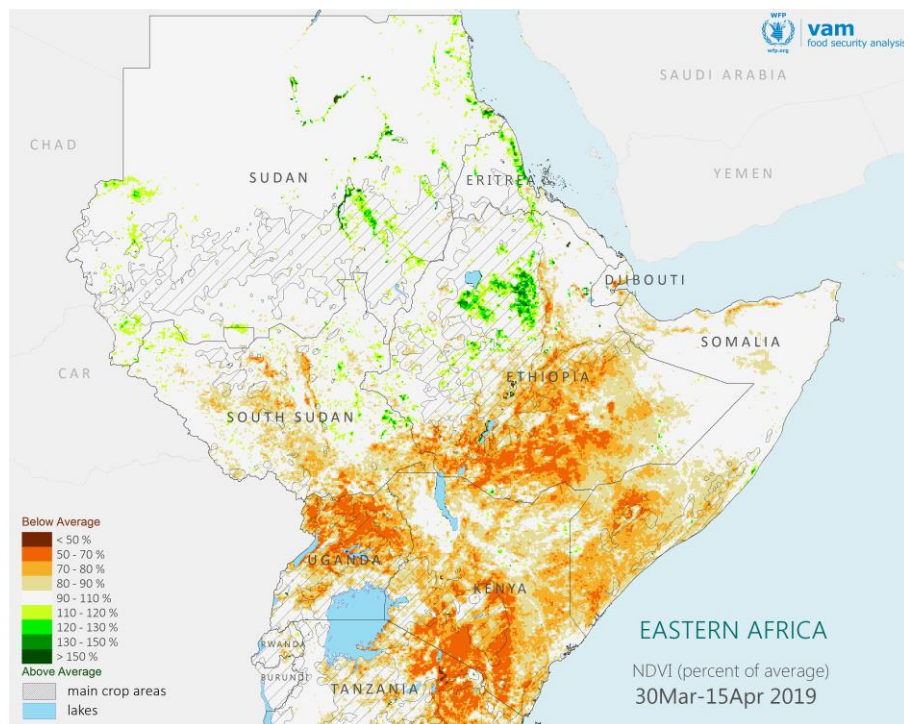 WFP
wfp.org
vam
food security analysis
SAUDI ARABIA
CHAD
YEMEN
SUDAN
ERITREA
DJIBOUTI
SOMALIA
CAR
ETHIOPIA
SOUTH SUDAN
Below Average
< 50 %
50 - 70 %
70 - 80 %
80 - 90 %
90 - 110 %
110 - 120 %
120 - 130 %
130 - 150 %
> 150 %
Above Average
main crop areas
lakes
UGANDA
KENYA
RWANDA
BURUNDI
TANZANIA
EASTERN AFRICA
NDVI (percent of average)
30Mar-15Apr 2019